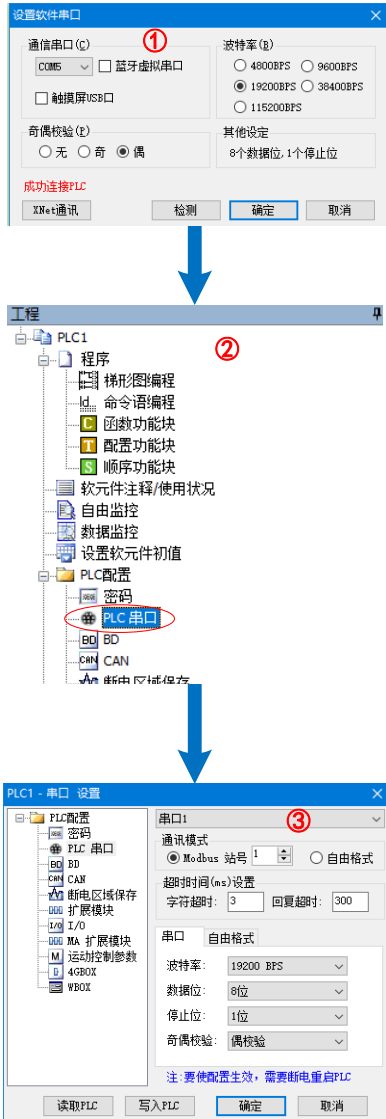 设置软件串口
通信串口(C)
①
波特率(B)
COM5 蓝牙虚拟串口
4800BPS 9600BPS
19200BPS 38400BPS
触摸屏USB口
115200BPS
奇偶校验(P)
其他设定
无 奇 偶
8个数据位,1个停止位
成功连接PLC
XNet通讯 检测 确定 取消
工程
PLC1
②
程序
梯形图编程
Id... 命令语编程
C 函数功能块
T 配置功能块
S 顺序功能块
软元件注释/使用状况
自由监控
数据监控
设置软元件初值
PLC配置
密码
PLC 串口
BD BD
CAN CAN
断电区域保存
PLC1 - 串口 设置
PLC配置
密码
PLC 串口
BD BD
CAN CAN
断电区域保存
扩展模块
I/O I/O
MA 扩展模块
M 运动控制参数
4GBOX
WBOX
串口1
③
通讯模式
Modbus 站号 1 自由格式
超时时间(ms)设置
字符超时: 3 回复超时: 300
串口 自由格式
波特率: 19200 BPS
数据位: 8位
停止位: 1位
奇偶校验: 偶校验
注:要使配置生效，需要断电重启PLC
读取PLC 写入PLC 确定 取消